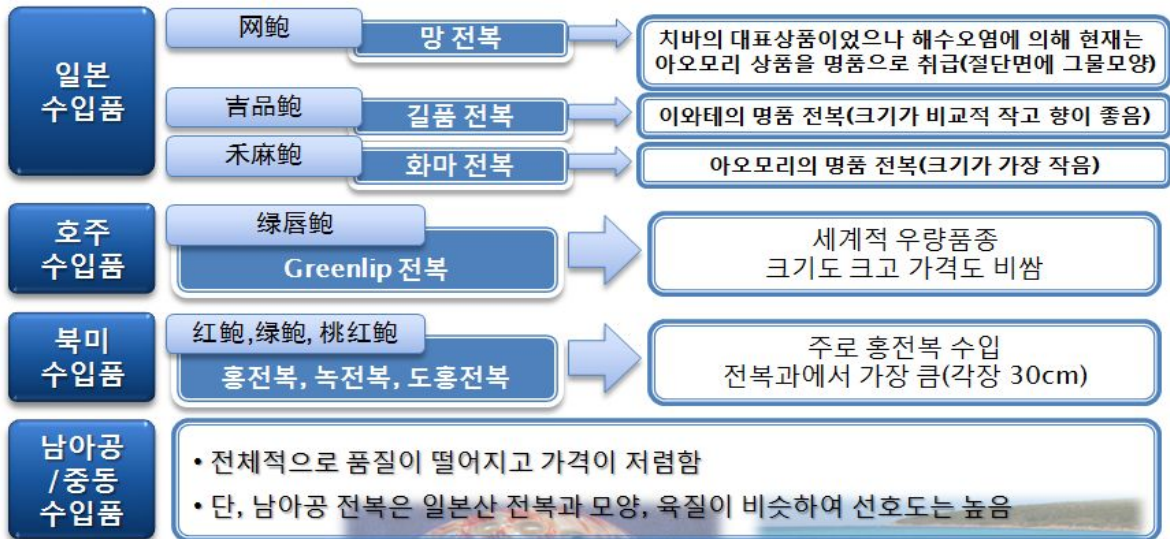 일본
수입품
网鲍
망 전복
치바의 대표상품이었으나 해수오염에 의해 현재는
아오모리 상품을 명품으로 취급(절단면에 그물모양)
吉品鲍
길품 전복
이와테의 명품 전복(크기가 비교적 작고 향이 좋음)
禾麻鲍
화마 전복
아오모리의 명품 전복(크기가 가장 작음)
호주
수입품
绿唇鲍
Greenlip 전복
세계적 우량품종
크기도 크고 가격도 비쌈
북미
수입품
红鲍,绿鲍, 桃红鲍
홍전복, 녹전복, 도홍전복
주로 홍전복 수입
전복과에서 가장 큼(각장 30cm)
남아공
/중동
수입품
• 전체적으로 품질이 떨어지고 가격이 저렴함
• 단, 남아공 전복은 일본산 전복과 모양, 육질이 비슷하여 선호도는 높음